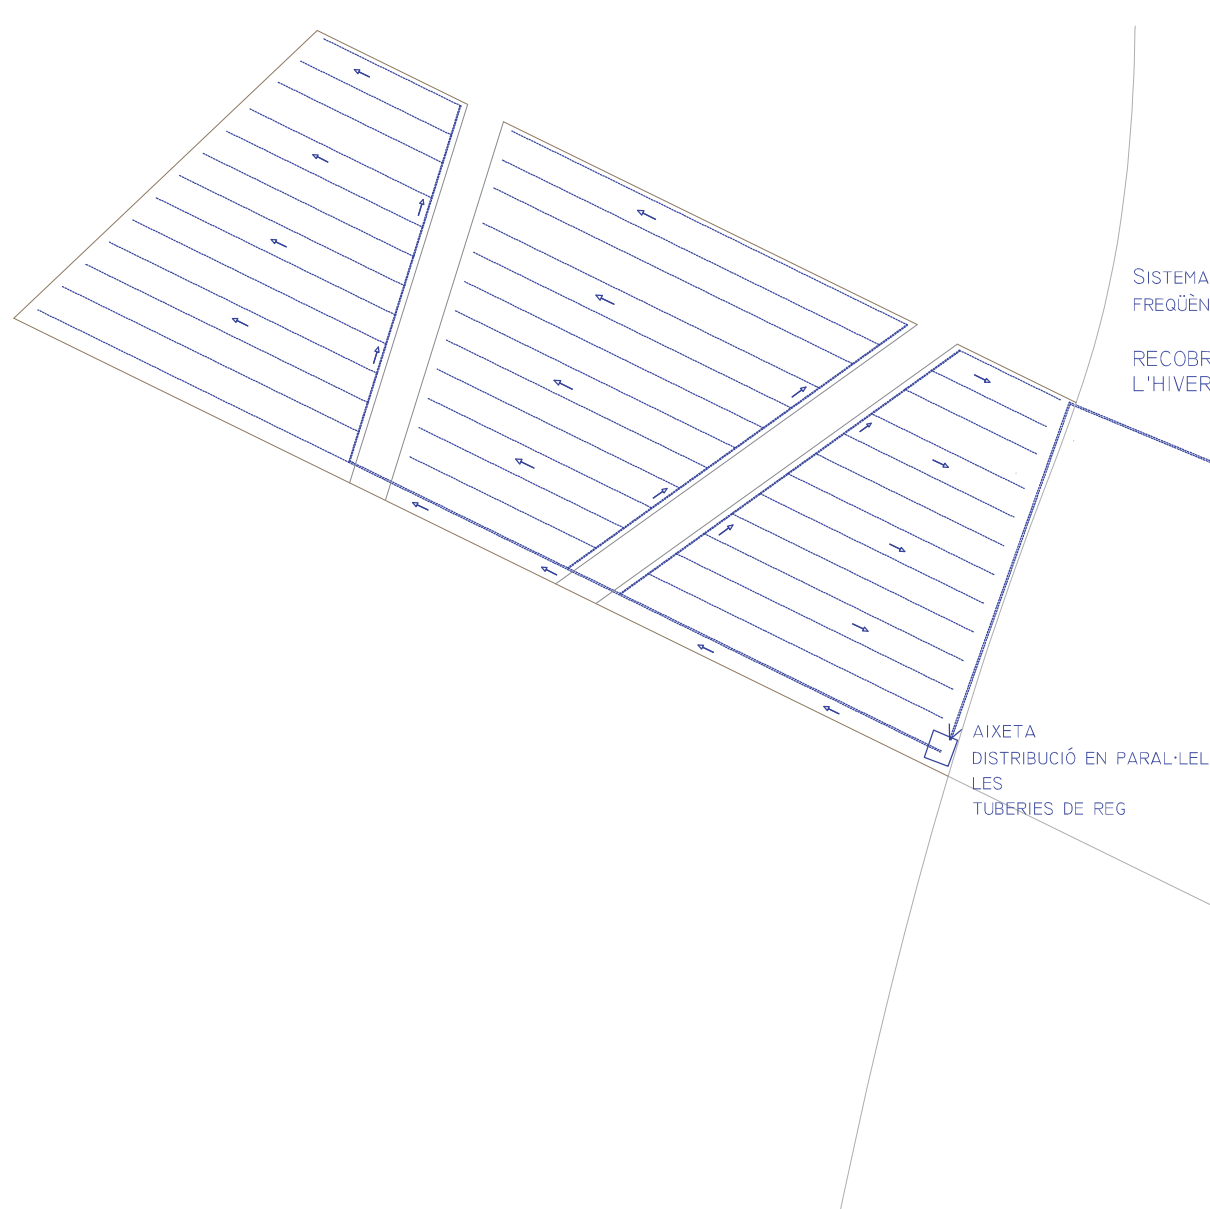 SISTEMA
FREQÜÈN
RECOBR
L'HIVER
AIXETA
DISTRIBUCIÓ EN PARAL·LEL
LES
TUBERIES DE REG